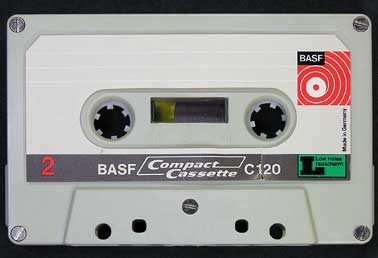 BASF
Made in Germany
2
BASF Compact Cassette C120
L Low noise
rauscharm